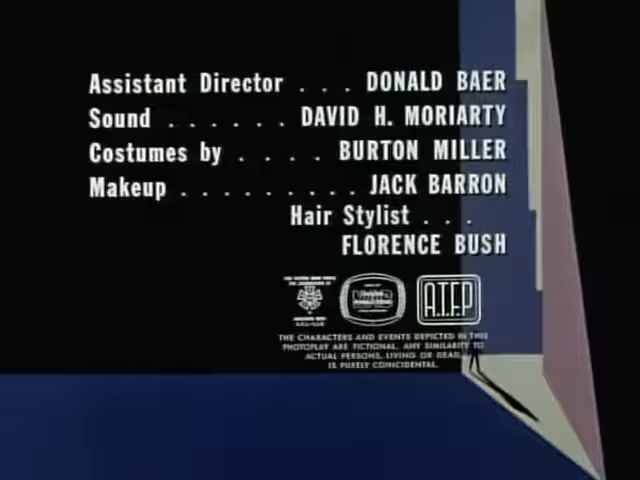 Assistant Director . . . DONALD BAER
Sound . . . . . . DAVID H. MORIARTY
Costumes by . . . . BURTON MILLER
Makeup . . . . . . . . . JACK BARRON
Hair Stylist . . .
FLORENCE BUSH
A.T.F.P
THE CHARACTERS AND EVENTS DEPICTED IN THIS
PHOTOPLAY ARE FICTIONAL. ANY SIMILARITY TO
ACTUAL PERSONS, LIVING OR DEAD,
IS PURELY COINCIDENTAL.